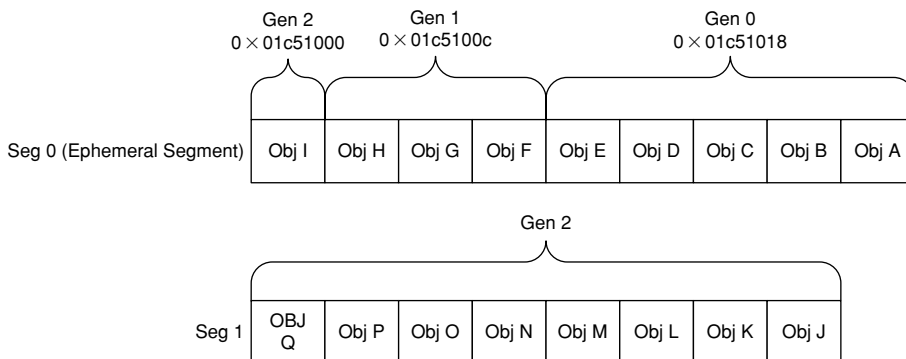 Gen 2
0 × 01c51000
Gen 1
0 × 01c5100c
Gen 0
0 × 01c51018
Seg 0 (Ephemeral Segment)
Obj I
Obj H
Obj G
Obj F
Obj E
Obj D
Obj C
Obj B
Obj A
Gen 2
Seg 1
OBJ
Q
Obj P
Obj O
Obj N
Obj M
Obj L
Obj K
Obj J